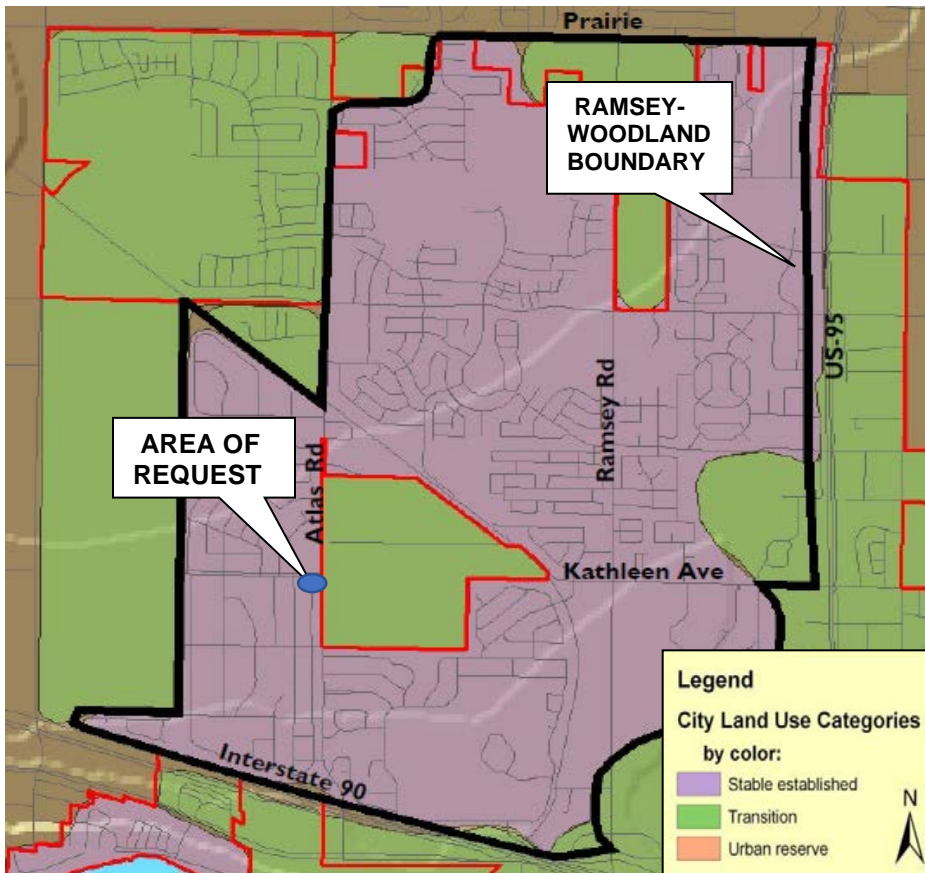 Prairie
RAMSEY-
WOODLAND
BOUNDARY
US-95
AREA OF
REQUEST
Atlas Rd
Ramsey Rd
Kathleen Ave
Interstate 90
Legend
City Land Use Categories
by color:
Stable established
Transition
Urban reserve
N